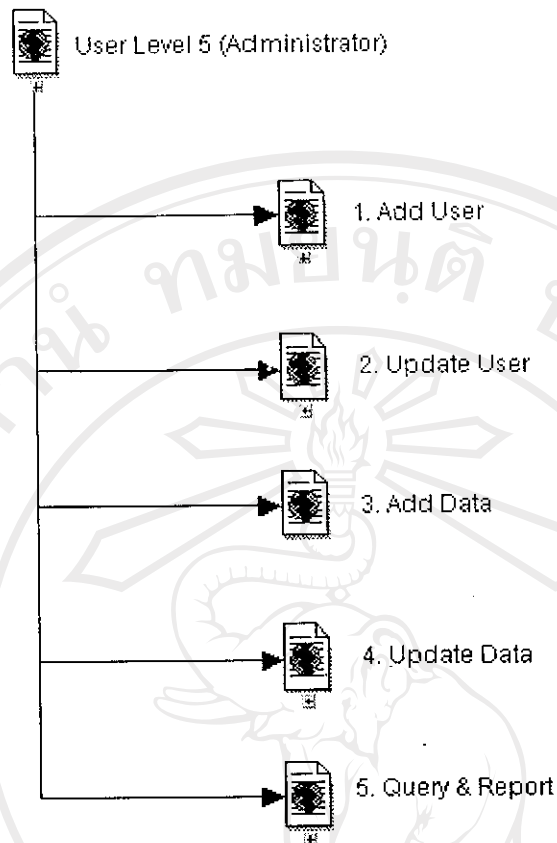 User Level 5 (Administrator)
1. Add User
2. Update User
3. Add Data
4. Update Data
5. Query & Report